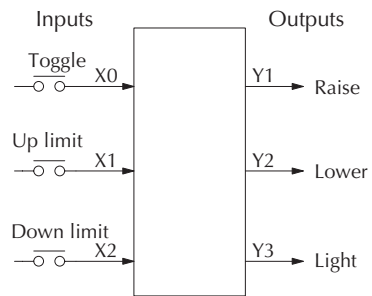 Inputs Outputs
Toggle
X0 Y1
Raise
Up limit
X1 Y2
Lower
Down limit
X2 Y3
Light